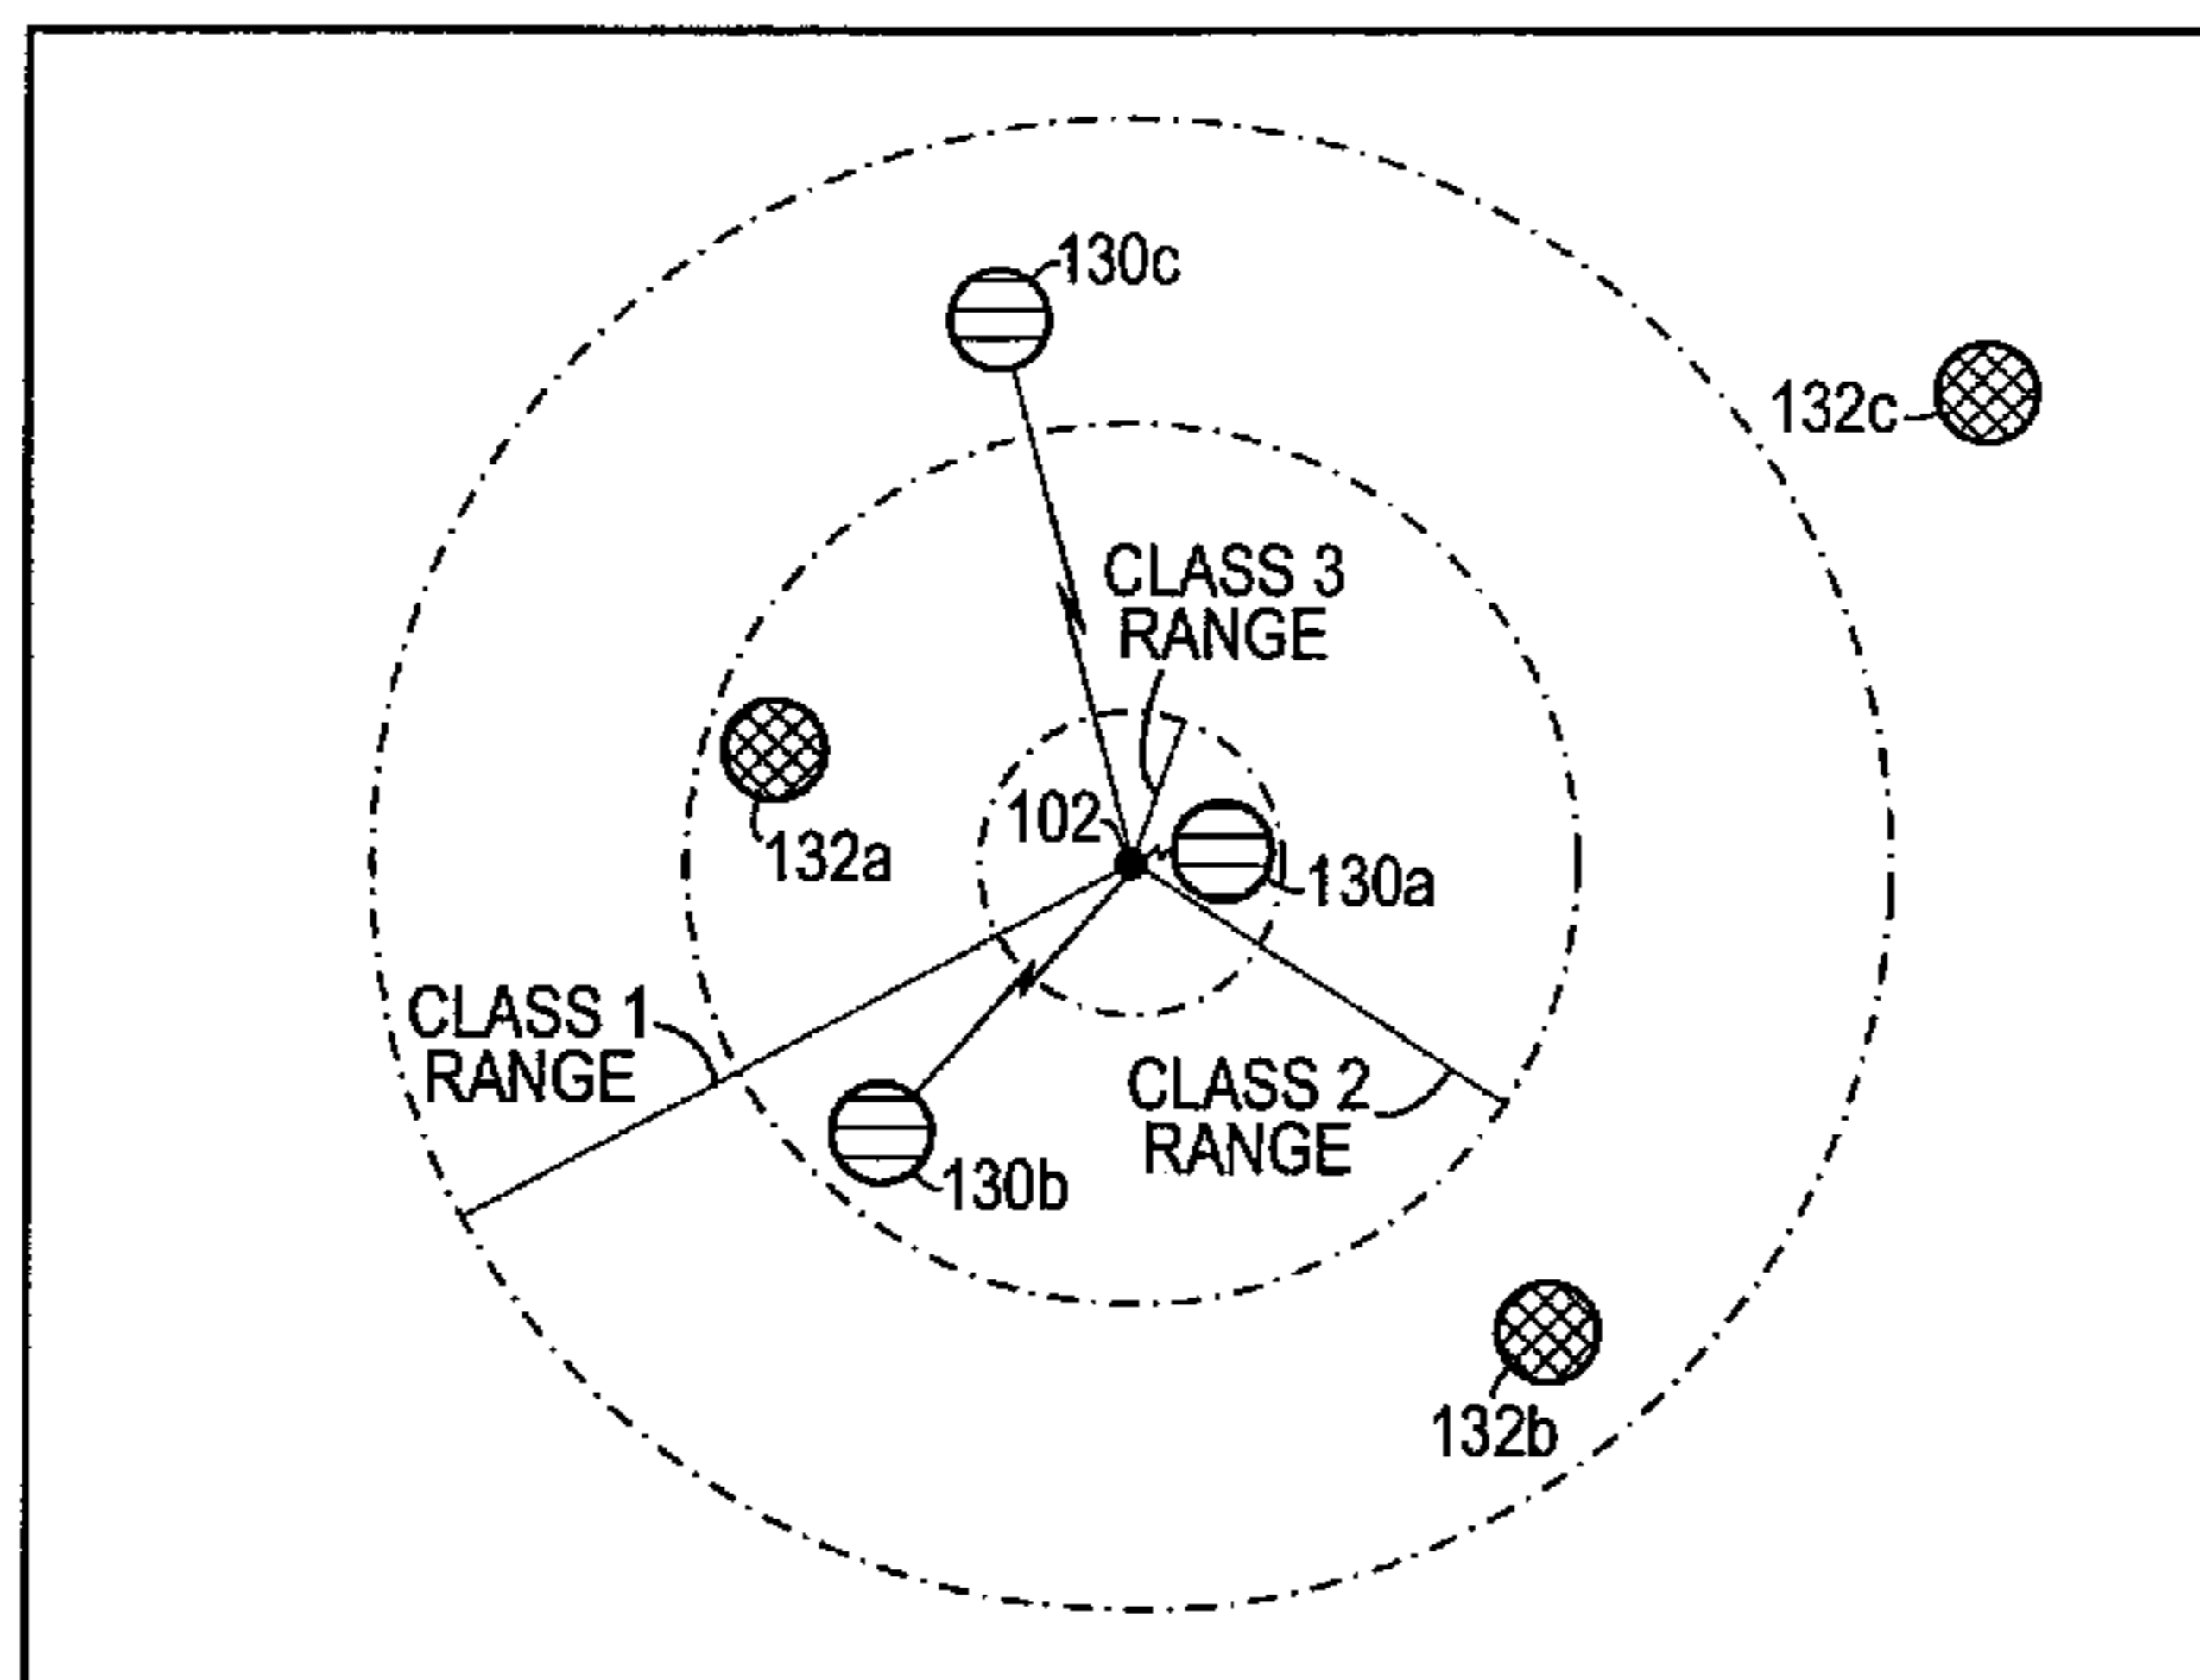 130c
132c
CLASS 3
RANGE
132a
102
130a
CLASS 1
RANGE
CLASS 2
RANGE
130b
132b